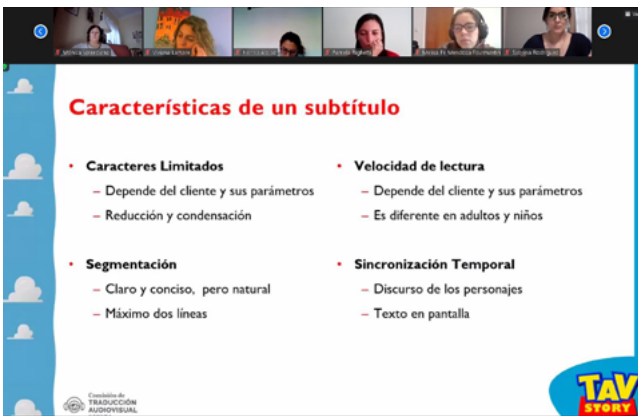 Características de un subtítulo
• Caracteres Limitados
– Depende del cliente y sus parámetros
– Reducción y condensación
• Segmentación
– Claro y conciso, pero natural
– Máximo dos líneas
• Velocidad de lectura
– Depende del cliente y sus parámetros
– Es diferente en adultos y niños
• Sincronización Temporal
– Discurso de los personajes
– Texto en pantalla
Comisión de
TRADUCCIÓN
AUDIOVISUAL
TAV
STORY